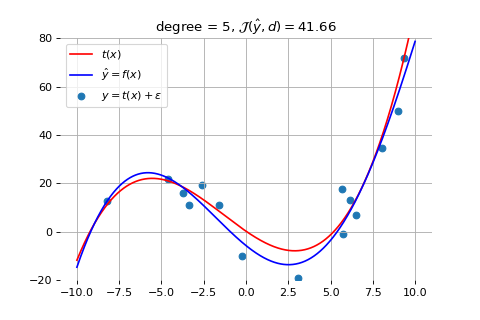 degree = 5, 𝒥(ŷ, d) = 41.66
t(x)
ŷ = f(x)
y = t(x) + ε
80
60
40
20
0
−20
−10.0 −7.5 −5.0 −2.5 0.0 2.5 5.0 7.5 10.0